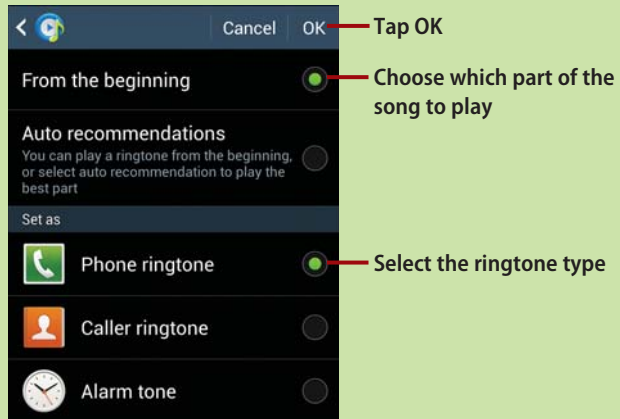 Cancel OK
Tap OK
From the beginning
Choose which part of the
song to play
Auto recommendations
You can play a ringtone from the beginning,
or select auto recommendation to play the
best part
Set as
Phone ringtone
Select the ringtone type
Caller ringtone
Alarm tone